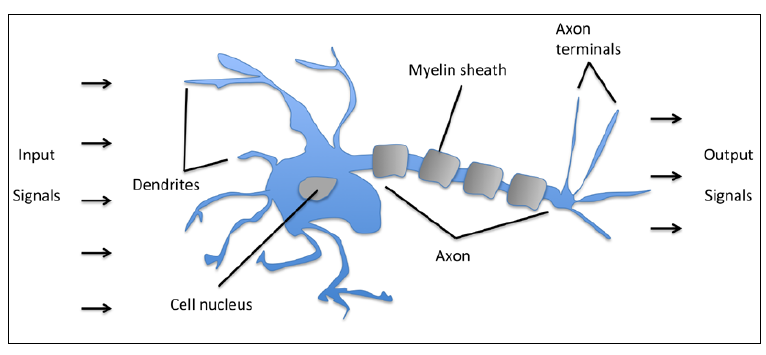 Axon
terminals
Myelin sheath
Input
Signals
Dendrites
Output
Signals
Axon
Cell nucleus